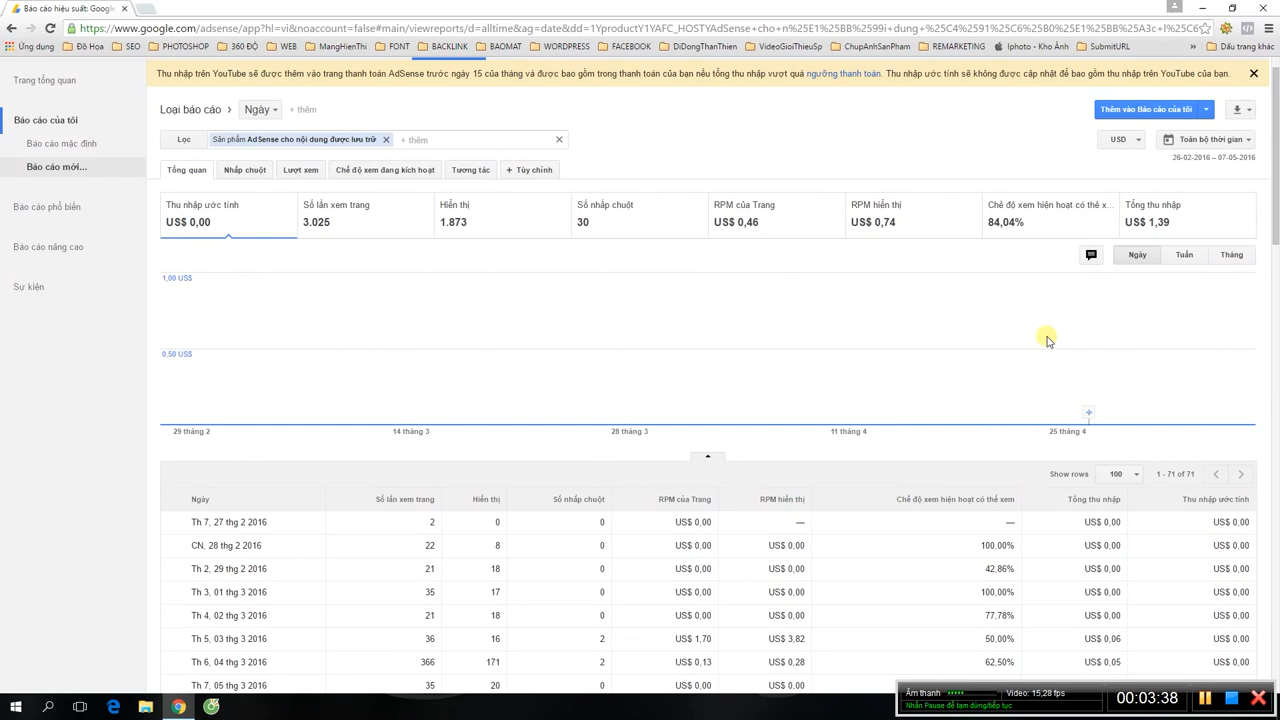 Báo cáo hiệu suất: Google
https://www.google.com/adsense/app?hl=vi&noaccount=false#main/viewreports/d=alltime&ag=date&dd=1YproductY1YAFC_HOSTYAdSense+cho+n%25E1%25BB%2599i+dung+%25C4%2591%25C6%25B0%25E1%25BB%25A3c+l%25C6
Ứng dụng Đồ Họa SEO PHOTOSHOP 360 ĐỘ WEB MangHienThi FONT BACKLINK BAOMAT WORDPRESS FACEBOOK DiDongThanThien VideoGioiThieuSp ChupAnhSanPham REMARKETING Iphoto - Kho Ảnh SubmitURL » Dấu trang khác
Thu nhập trên YouTube sẽ được thêm vào trang thanh toán AdSense trước ngày 15 của tháng và được bao gồm trong thanh toán của bạn nếu tổng thu nhập vượt quá ngưỡng thanh toán. Thu nhập ước tính sẽ không được cập nhật để bao gồm thu nhập trên YouTube của bạn.
Trang tổng quan
Báo cáo của tôi
Báo cáo mặc định
Báo cáo mới...
Báo cáo phổ biến
Báo cáo nâng cao
Sự kiện
Loại báo cáo Ngày + thêm Thêm vào Báo cáo của tôi
Lọc Sản phẩm AdSense cho nội dung được lưu trữ + thêm USD Toàn bộ thời gian
26-02-2016 – 07-05-2016
Tổng quan Nhấp chuột Lượt xem Chế độ xem đang kích hoạt Tương tác + Tùy chỉnh
Thu nhập ước tính Số lần xem trang Hiển thị Số nhấp chuột RPM của Trang RPM hiển thị Chế độ xem hiện hoạt có thể x... Tổng thu nhập
US$ 0,00 3.025 1.873 30 US$ 0,46 US$ 0,74 84,04% US$ 1,39
Ngày Tuần Tháng
1,00 US$
0,50 US$
29 tháng 2 14 tháng 3 28 tháng 3 11 tháng 4 25 tháng 4
Show rows 100 1 - 71 of 71
Ngày Số lần xem trang Hiển thị Số nhấp chuột RPM của Trang RPM hiển thị Chế độ xem hiện hoạt có thể xem Tổng thu nhập Thu nhập ước tính
Th 7, 27 thg 2 2016 2 0 0 US$ 0,00 — — US$ 0,00 US$ 0,00
CN, 28 thg 2 2016 22 8 0 US$ 0,00 US$ 0,00 100,00% US$ 0,00 US$ 0,00
Th 2, 29 thg 2 2016 21 18 0 US$ 0,00 US$ 0,00 42,86% US$ 0,00 US$ 0,00
Th 3, 01 thg 3 2016 35 17 0 US$ 0,00 US$ 0,00 100,00% US$ 0,00 US$ 0,00
Th 4, 02 thg 3 2016 21 18 0 US$ 0,00 US$ 0,00 77,78% US$ 0,00 US$ 0,00
Th 5, 03 thg 3 2016 36 16 2 US$ 1,70 US$ 3,82 50,00% US$ 0,06 US$ 0,00
Th 6, 04 thg 3 2016 366 171 2 US$ 0,13 US$ 0,28 62,50% US$ 0,05 US$ 0,00
Th 7, 05 thg 3 2016 35 20 0 US$ 0,00 US$ 0,00
Âm thanh Video: 15,28 fps 00:03:38
Nhấn Pause để tạm dừng/tiếp tục